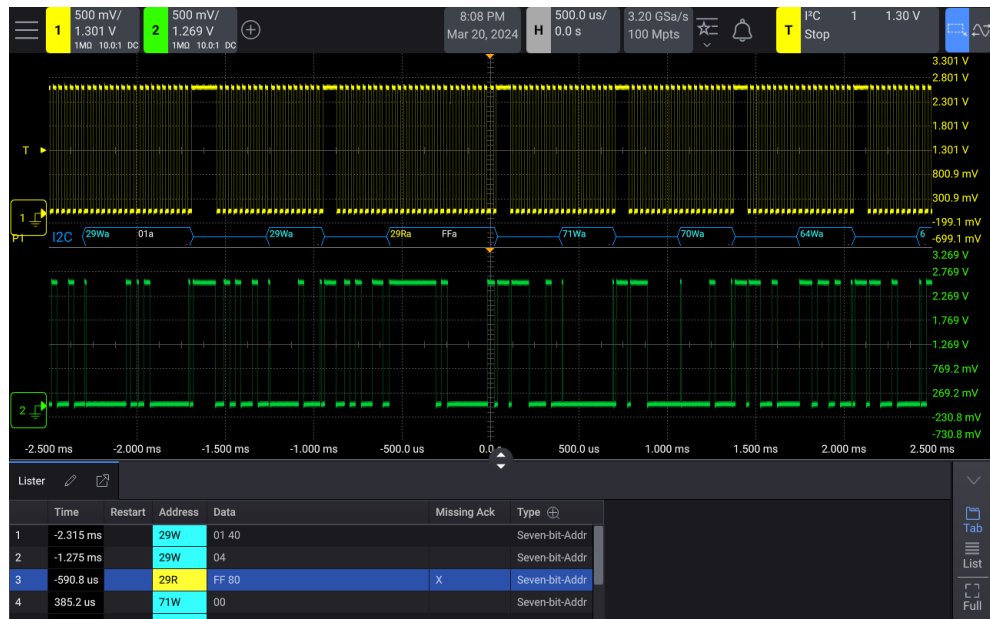 500 mV/ 500 mV/ 8:08 PM 500.0 us/ 3.20 GSa/s I²C 1 1.30 V
1 1.301 V 2 1.269 V Mar 20, 2024 H 0.0 s 100 Mpts T Stop
1MΩ 10.0:1 DC 1MΩ 10.0:1 DC
3.301 V
2.801 V
2.301 V
1.801 V
T 1.301 V
800.9 mV
300.9 mV
1
-199.1 mV
P1 I2C 29Wa 01a 29Wa 29Ra FFa 71Wa 70Wa 64Wa 6 -699.1 mV
3.269 V
2.769 V
2.269 V
1.769 V
1.269 V
769.2 mV
269.2 mV
2
-230.8 mV
-730.8 mV
-2.500 ms -2.000 ms -1.500 ms -1.000 ms -500.0 us 0.0 500.0 us 1.000 ms 1.500 ms 2.000 ms 2.500 ms
Lister
Time Restart Address Data Missing Ack Type
1 -2.315 ms 29W 01 40 Seven-bit-Addr
2 -1.275 ms 29W 04 Seven-bit-Addr
3 -590.8 us 29R FF 80 X Seven-bit-Addr
4 385.2 us 71W 00 Seven-bit-Addr
Tab
List
Full